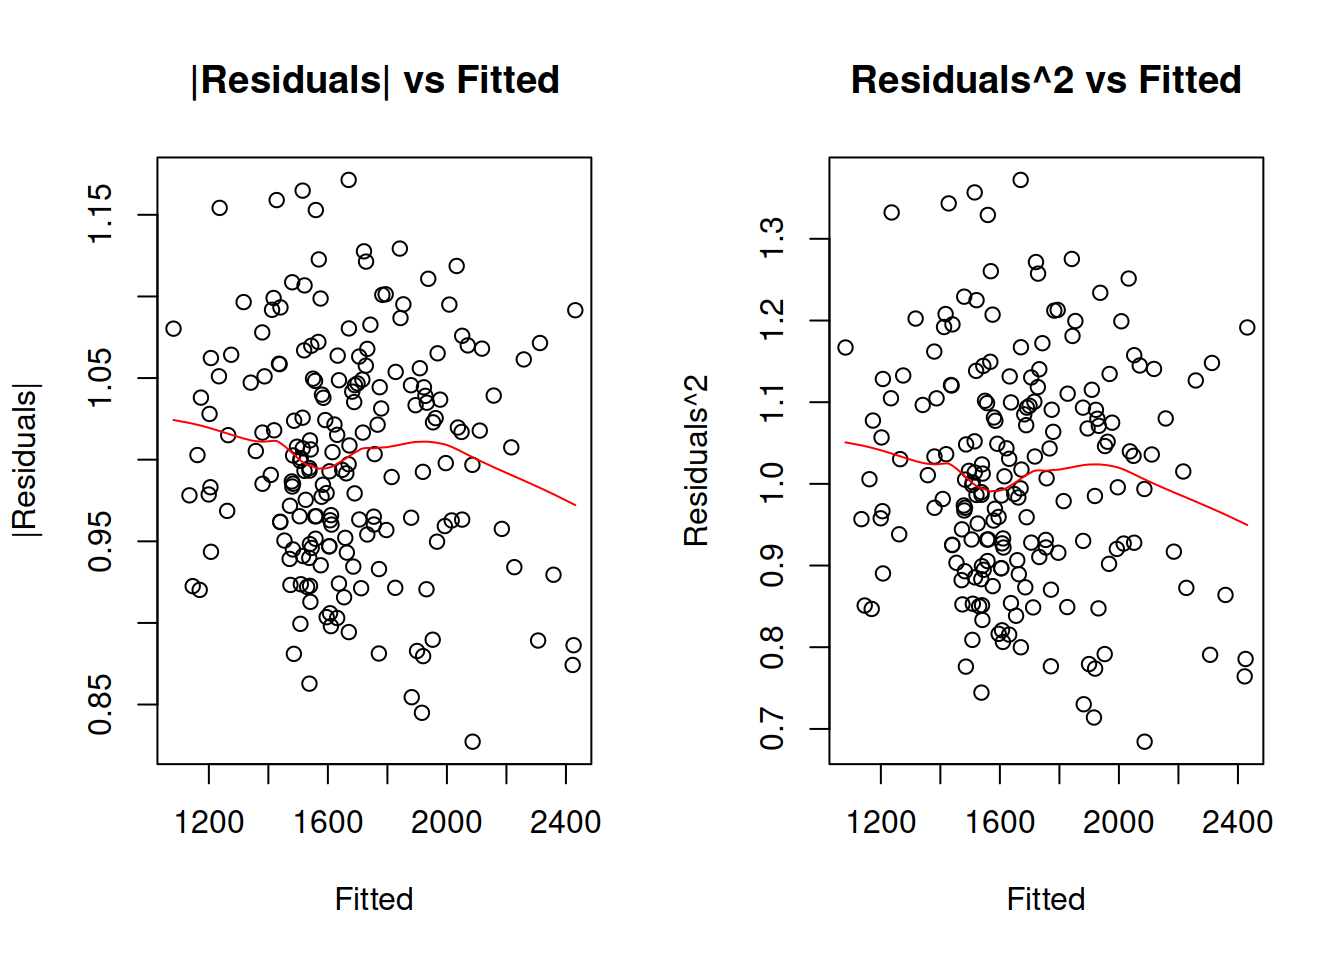 |Residuals| vs Fitted
|Residuals|
1.15
1.05
0.95
0.85
1200 1600 2000 2400
Fitted
Residuals^2 vs Fitted
Residuals^2
1.3
1.2
1.1
1.0
0.9
0.8
0.7
1200 1600 2000 2400
Fitted